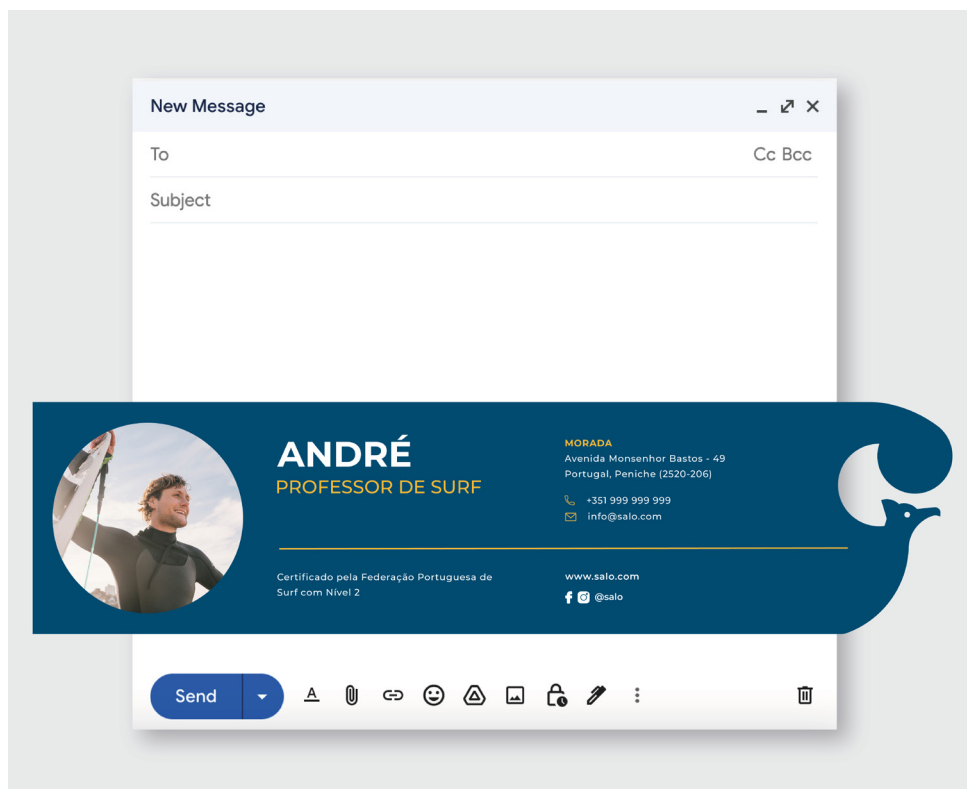 New Message
To
Cc Bcc
Subject
ANDRÉ
PROFESSOR DE SURF
MORADA
Avenida Monsenhor Bastos - 49
Portugal, Peniche (2520-206)
+351 999 999 999
info@salo.com
Certificado pela Federação Portuguesa de
Surf com Nível 2
www.salo.com
@salo
Send